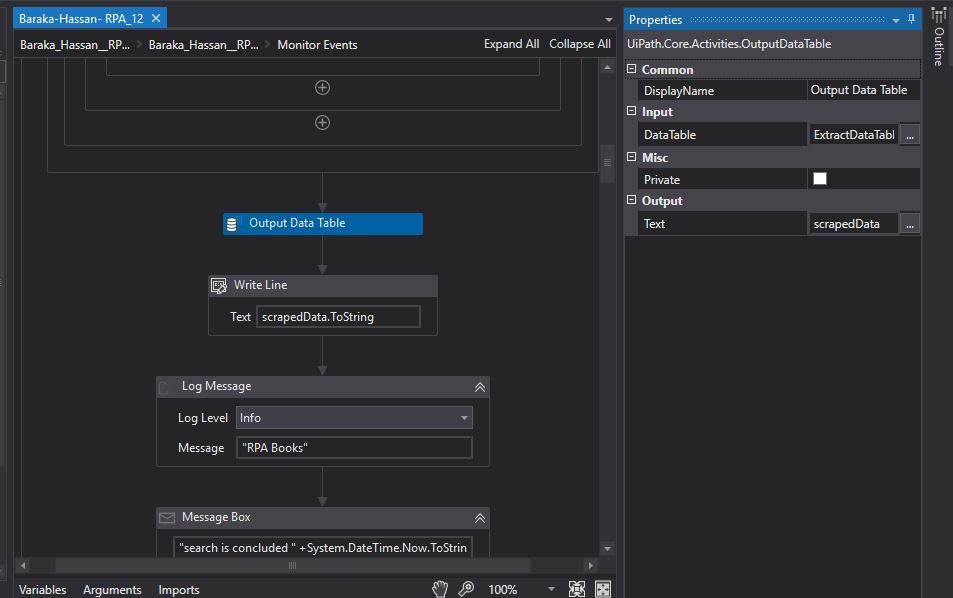 Baraka-Hassan- RPA_12
Baraka_Hassan__RP... Baraka_Hassan__RP... Monitor Events Expand All Collapse All
Output Data Table
Write Line
Text scrapedData.ToString
Log Message
Log Level Info
Message "RPA Books"
Message Box
"search is concluded " +System.DateTime.Now.ToStrin
Variables Arguments Imports 100%
Properties
UiPath.Core.Activities.OutputDataTable
Common
DisplayName Output Data Table
Input
DataTable ExtractDataTabl ...
Misc
Private
Output
Text scrapedData ...
Outline